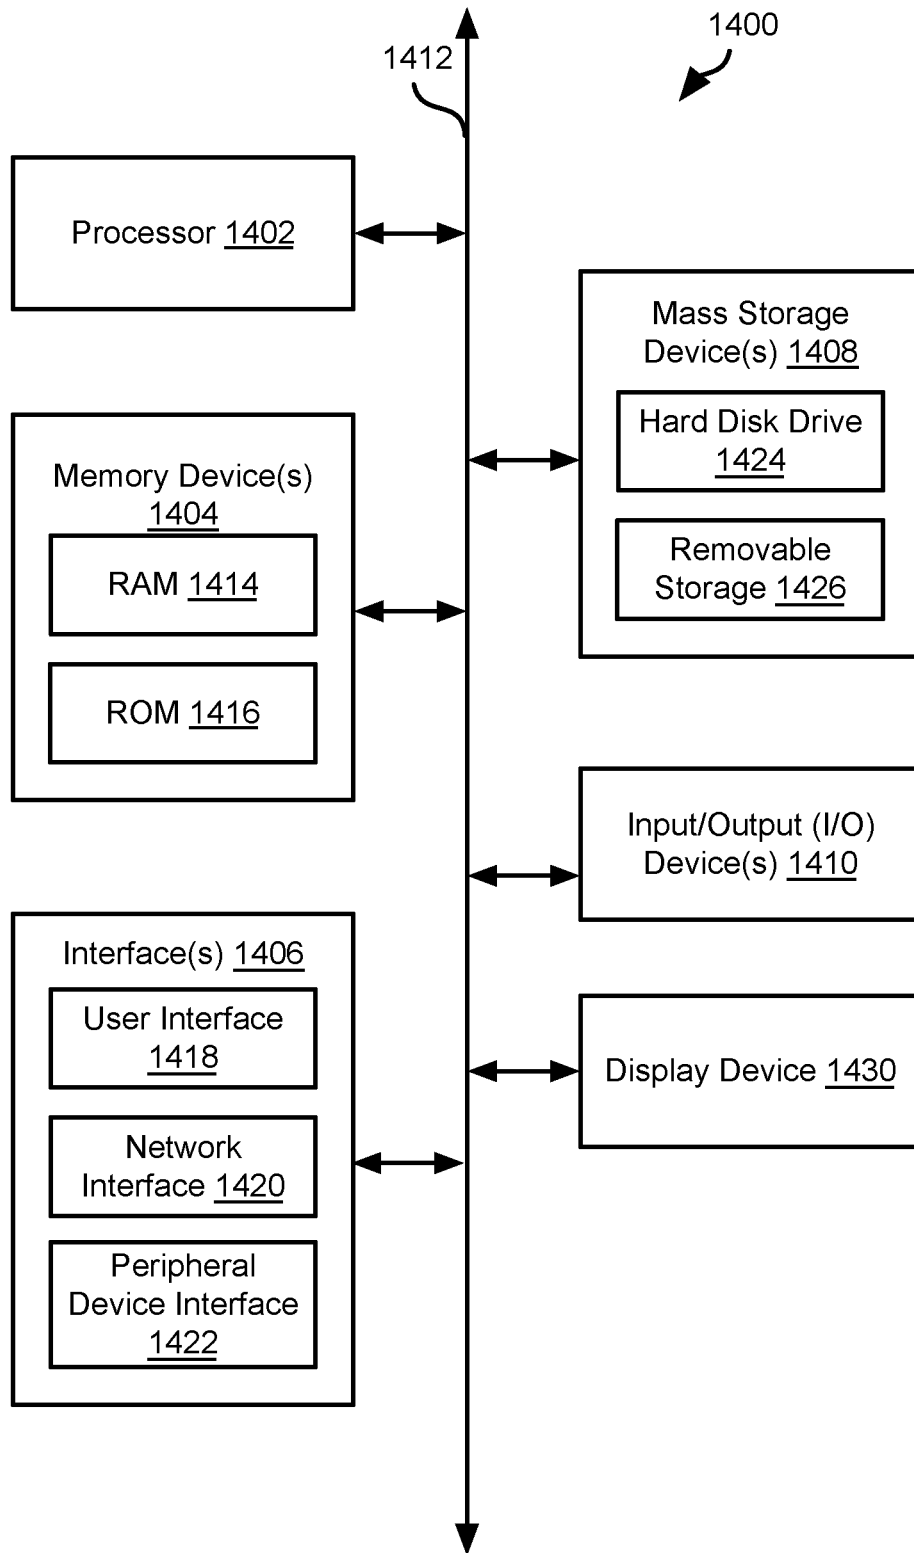 1400
1412
Processor 1402
Memory Device(s)
1404
RAM 1414
ROM 1416
Interface(s) 1406
User Interface
1418
Network
Interface 1420
Peripheral
Device Interface
1422
Mass Storage
Device(s) 1408
Hard Disk Drive
1424
Removable
Storage 1426
Input/Output (I/O)
Device(s) 1410
Display Device 1430